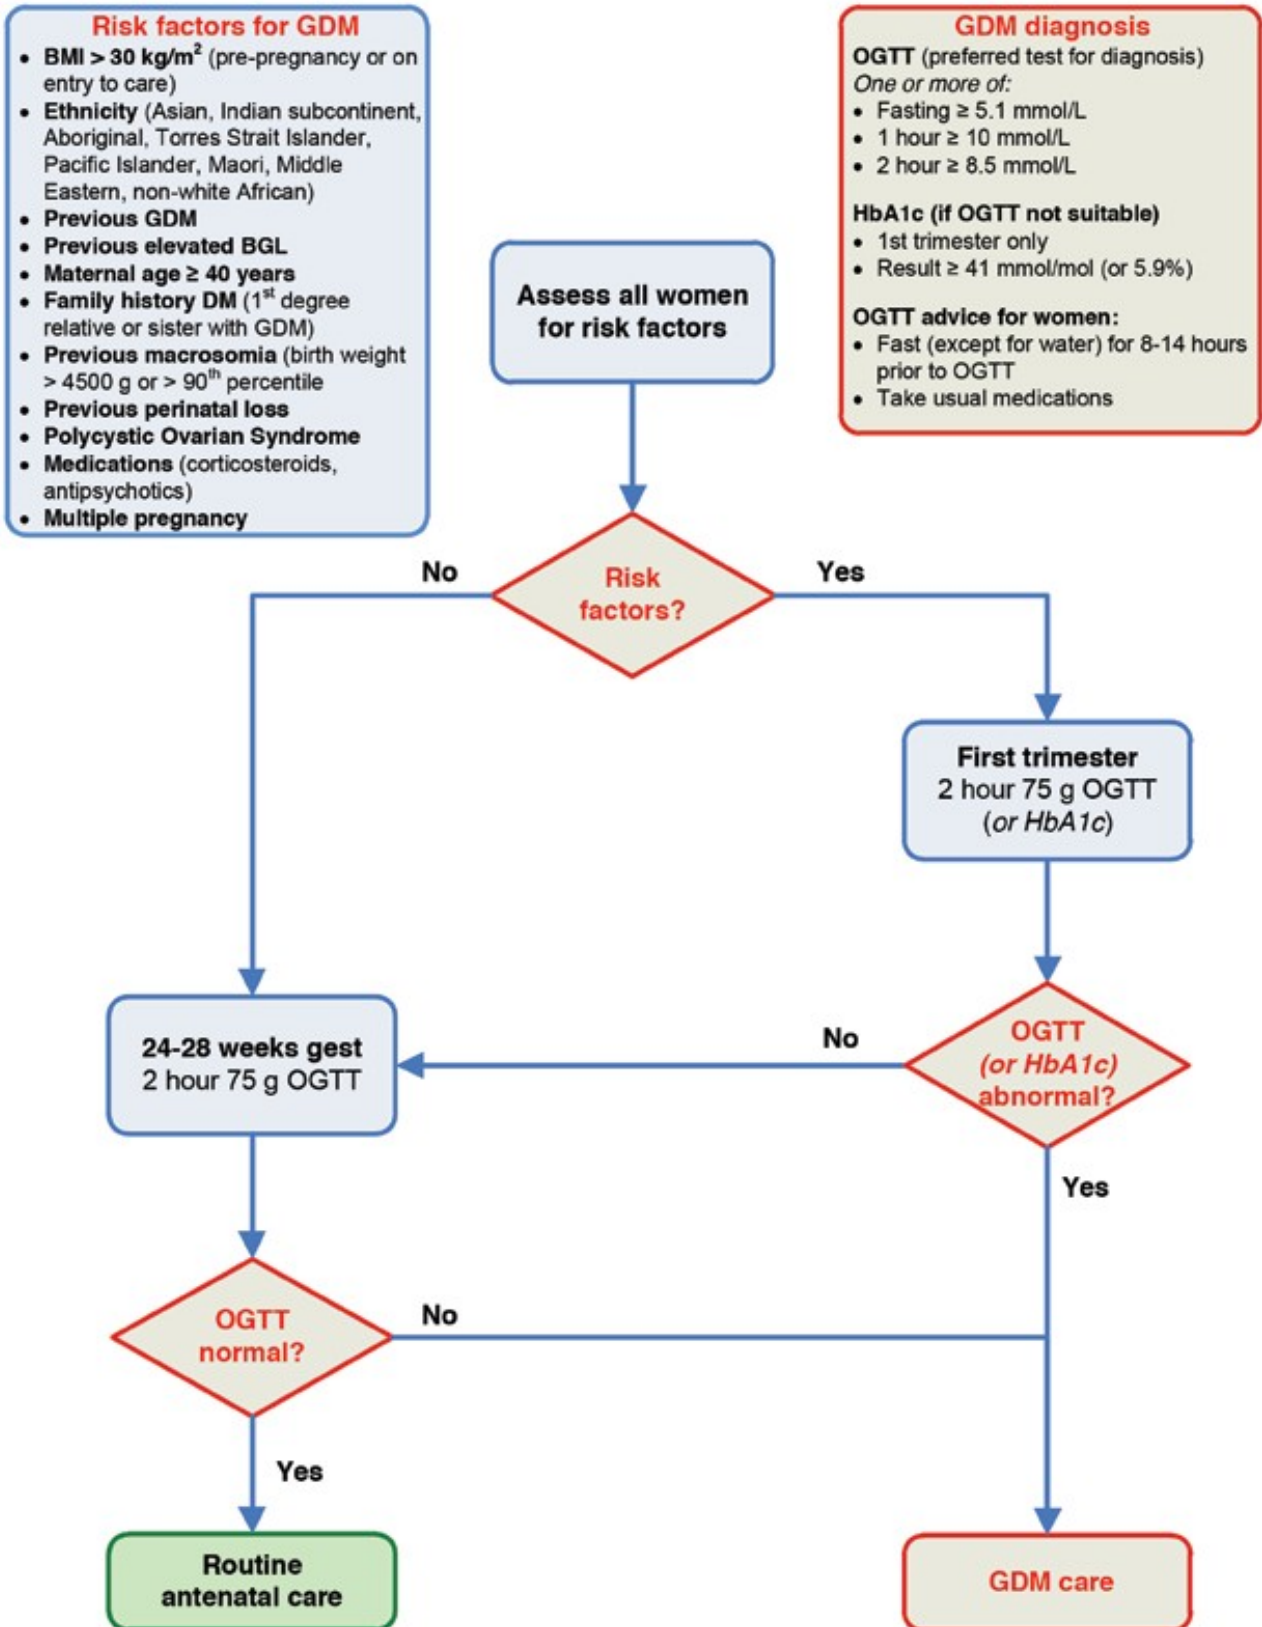 Risk factors for GDM
• BMI > 30 kg/m² (pre-pregnancy or on
entry to care)
• Ethnicity (Asian, Indian subcontinent,
Aboriginal, Torres Strait Islander,
Pacific Islander, Maori, Middle
Eastern, non-white African)
• Previous GDM
• Previous elevated BGL
• Maternal age ≥ 40 years
• Family history DM (1st degree
relative or sister with GDM)
• Previous macrosomia (birth weight
> 4500 g or > 90th percentile
• Previous perinatal loss
• Polycystic Ovarian Syndrome
• Medications (corticosteroids,
antipsychotics)
• Multiple pregnancy
GDM diagnosis
OGTT (preferred test for diagnosis)
One or more of:
• Fasting ≥ 5.1 mmol/L
• 1 hour ≥ 10 mmol/L
• 2 hour ≥ 8.5 mmol/L
HbA1c (if OGTT not suitable)
• 1st trimester only
• Result ≥ 41 mmol/mol (or 5.9%)
OGTT advice for women:
• Fast (except for water) for 8-14 hours
prior to OGTT
• Take usual medications
Assess all women
for risk factors
Risk
factors?
No
Yes
First trimester
2 hour 75 g OGTT
(or HbA1c)
OGTT
(or HbA1c)
abnormal?
No
Yes
24-28 weeks gest
2 hour 75 g OGTT
OGTT
normal?
No
Yes
Routine
antenatal care
GDM care